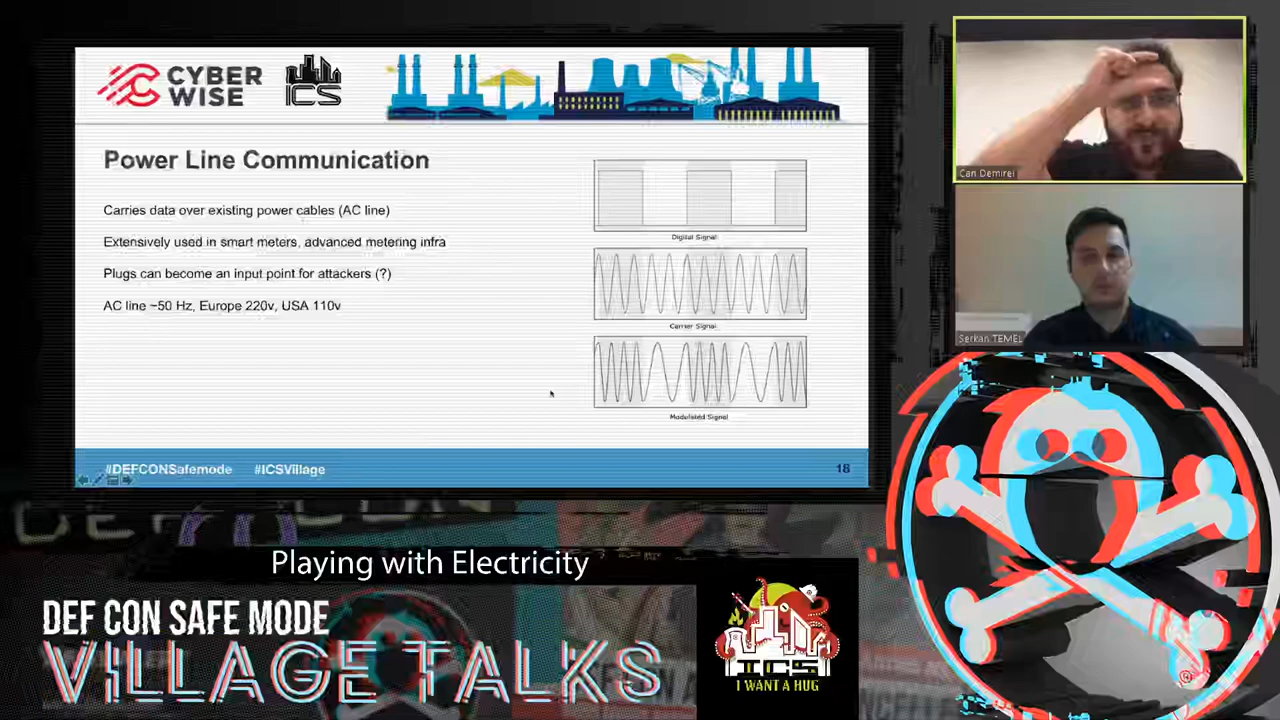 CYBER
WISE
ICS
Power Line Communication
Carries data over existing power cables (AC line)
Extensively used in smart meters, advanced metering infra
Plugs can become an input point for attackers (?)
AC line ~50 Hz, Europe 220v, USA 110v
Digital Signal
Carrier Signal
Modulated Signal
#DEFCONSafemode #ICSVillage
18
Can Demirel
Serkan TEMEL
Playing with Electricity
DEF CON SAFE MODE
VILLAGE TALKS
ICS
I WANT A HUG